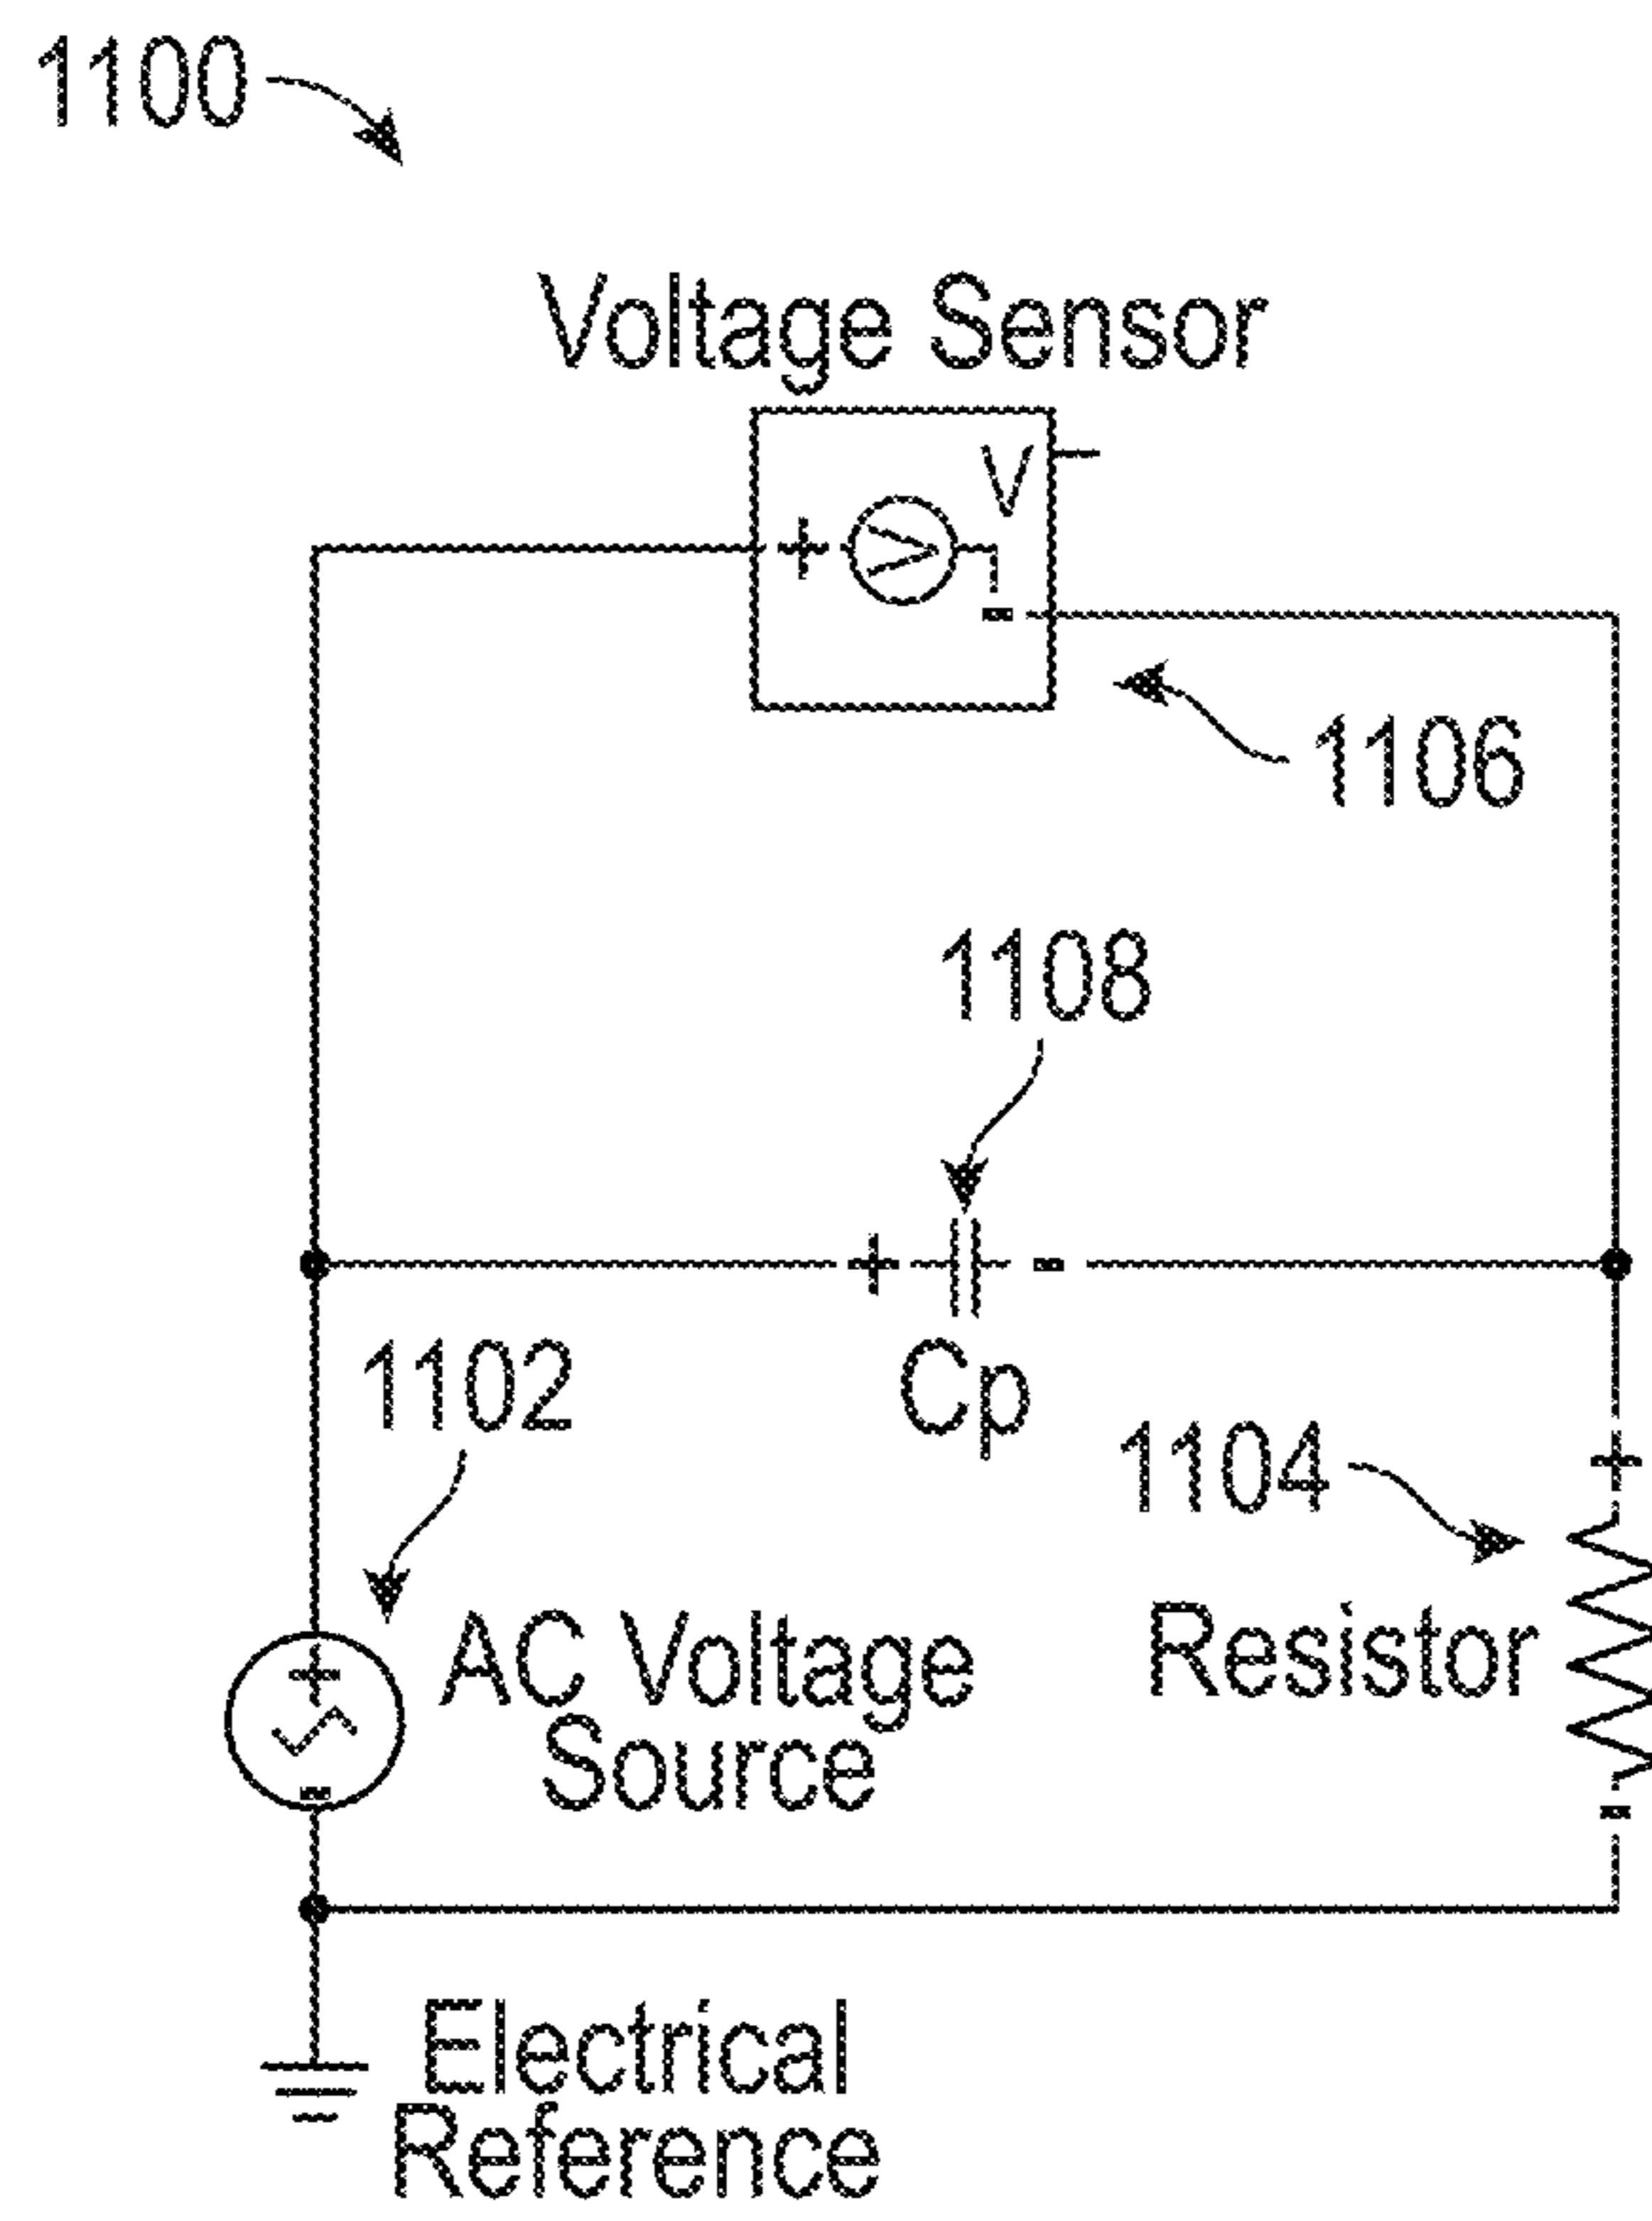 1100
Voltage Sensor
V
+
V
-
1106
1108
+ -
Cp
1102
1104
+
AC Voltage
Source
Resistor
+
-
-
Electrical
Reference